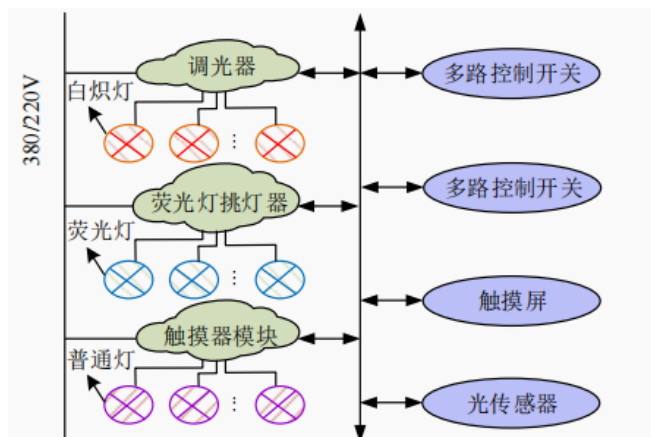 380/220V
调光器
多路控制开关
白炽灯
荧光灯挑灯器
多路控制开关
荧光灯
触摸屏
触摸器模块
普通灯
光传感器